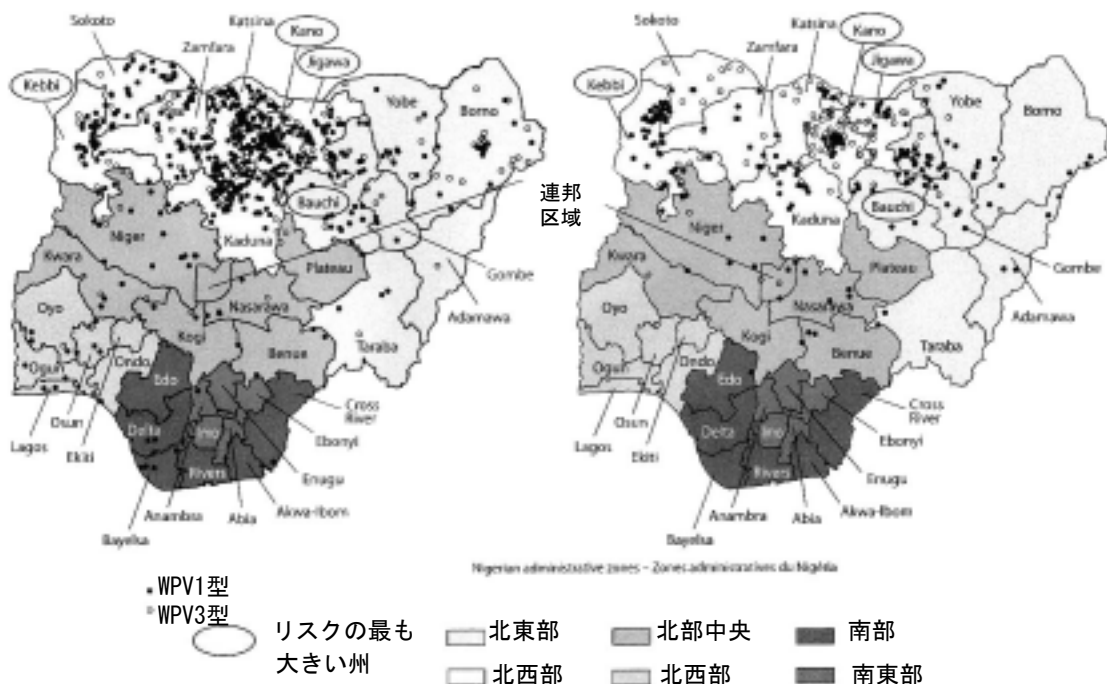 Sokoto
Katsina
Kano
Zamfara
Jigawa
Kebbi
Yobe
Borno
Bauchi
Niger
Kaduna
Kwara
Plateau
Gombe
Nasarawa
Adamawa
Oyo
Kogi
Taraba
Benue
Ondo
Ogun
Edo
Cross
River
Osun
Delta
Imo
Ebonyi
Lagos
Ekiti
Rivers
Enugu
Anambra
Abia
Akwa-Ibom
Bayelsa
連邦
区域
Sokoto
Katsina
Kano
Zamfara
Jigawa
Kebbi
Yobe
Borno
Bauchi
Kaduna
Niger
Kwara
Plateau
Gombe
Nasarawa
Adamawa
Oyo
Kogi
Taraba
Benue
Ondo
Ogun
Edo
Cross
River
Osun
Delta
Imo
Ebonyi
Lagos
Ekiti
Rivers
Enugu
Anambra
Abia
Akwa-Ibom
Bayelsa
Nigerian administrative zones – Zones administratives du Nigéria
WPV1型
WPV3型
リスクの最も
大きい州
北東部
北部中央
南部
北西部
北西部
南東部